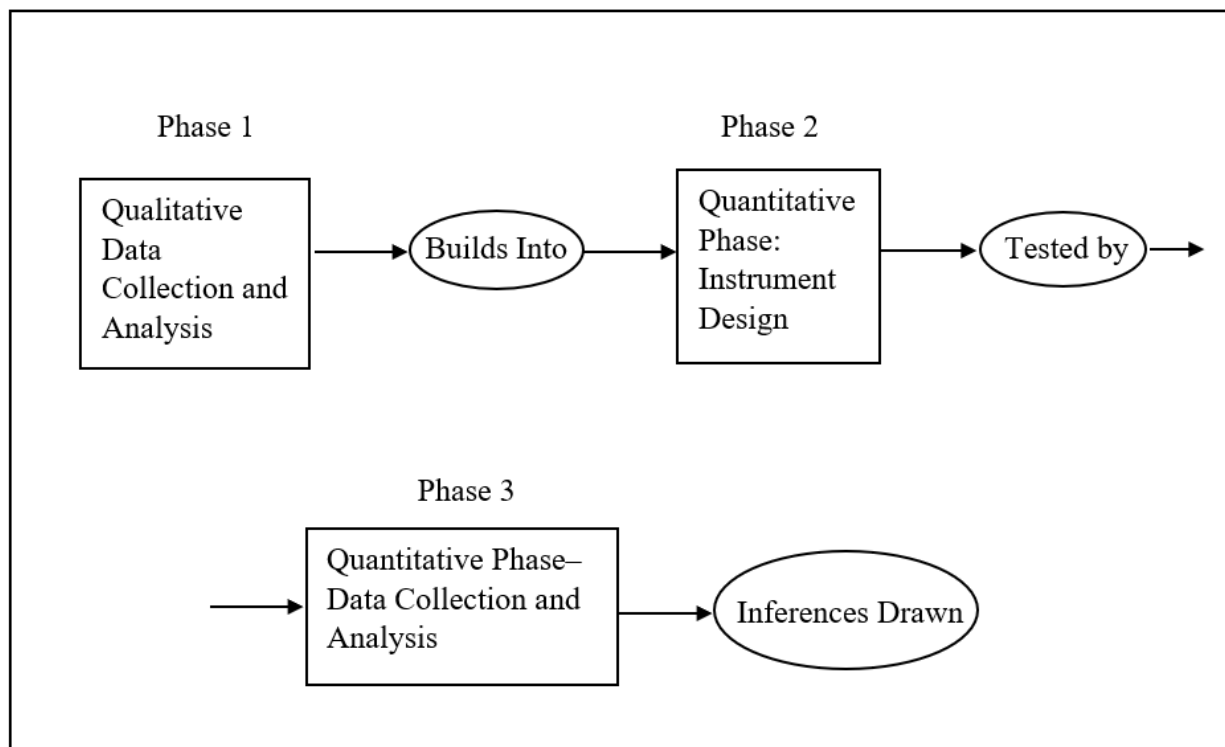 Phase 1
Qualitative
Data
Collection and
Analysis
Builds Into
Phase 2
Quantitative
Phase:
Instrument
Design
Tested by
Phase 3
Quantitative Phase–
Data Collection and
Analysis
Inferences Drawn